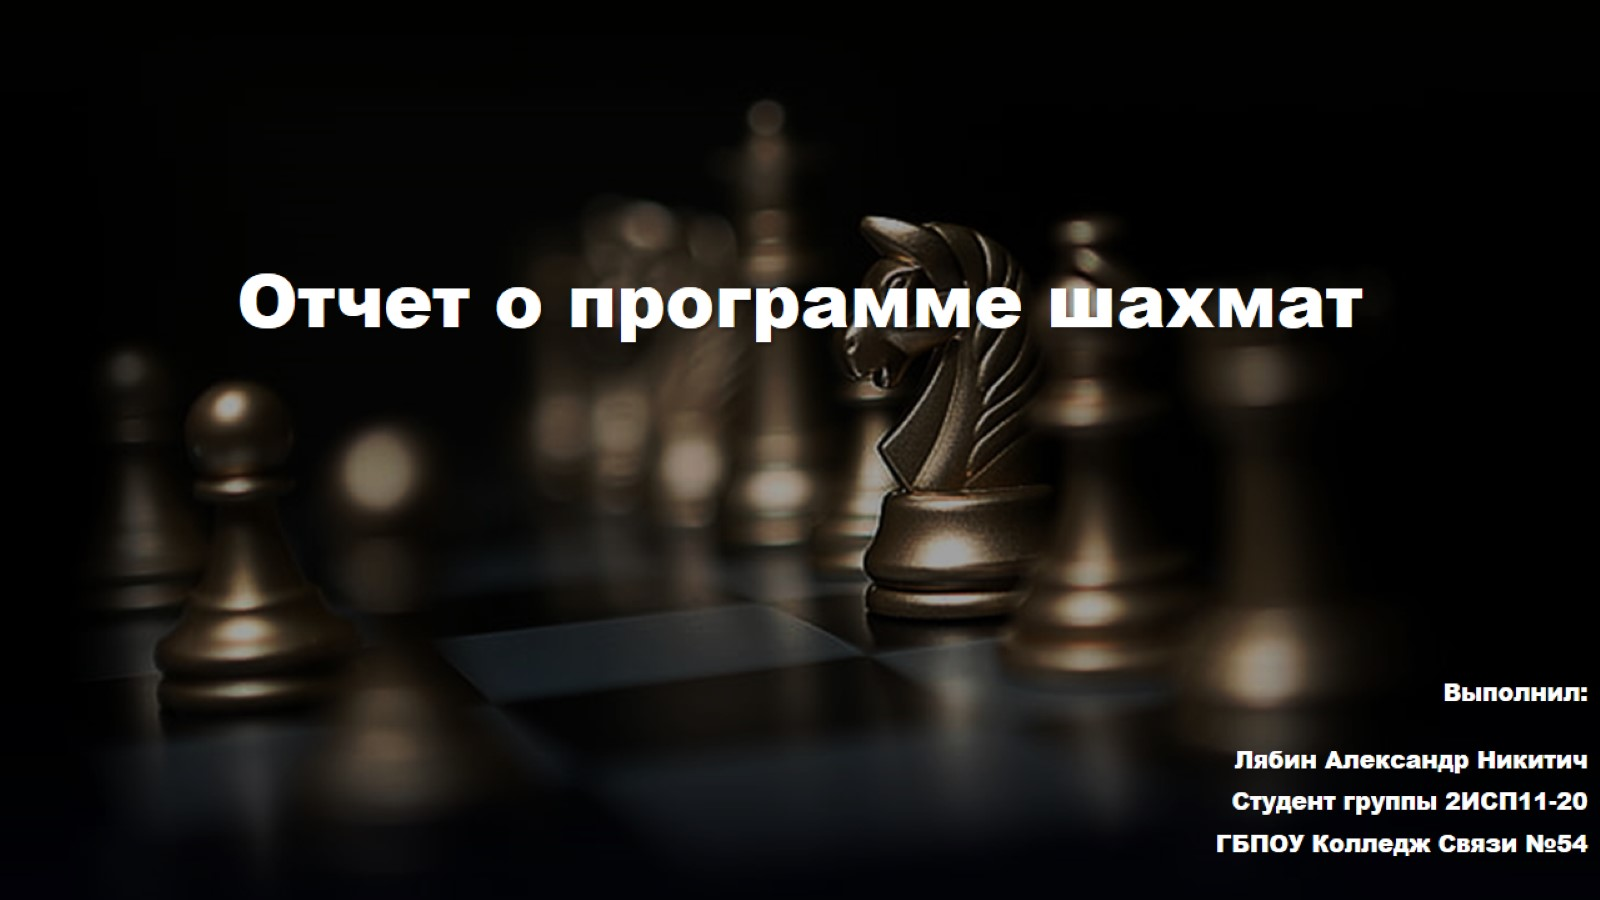 Отчет о программе шахмат
Выполнил:
Лябин Александр Никитич
Студент группы 2ИСП11-20
ГБПОУ Колледж Связи №54